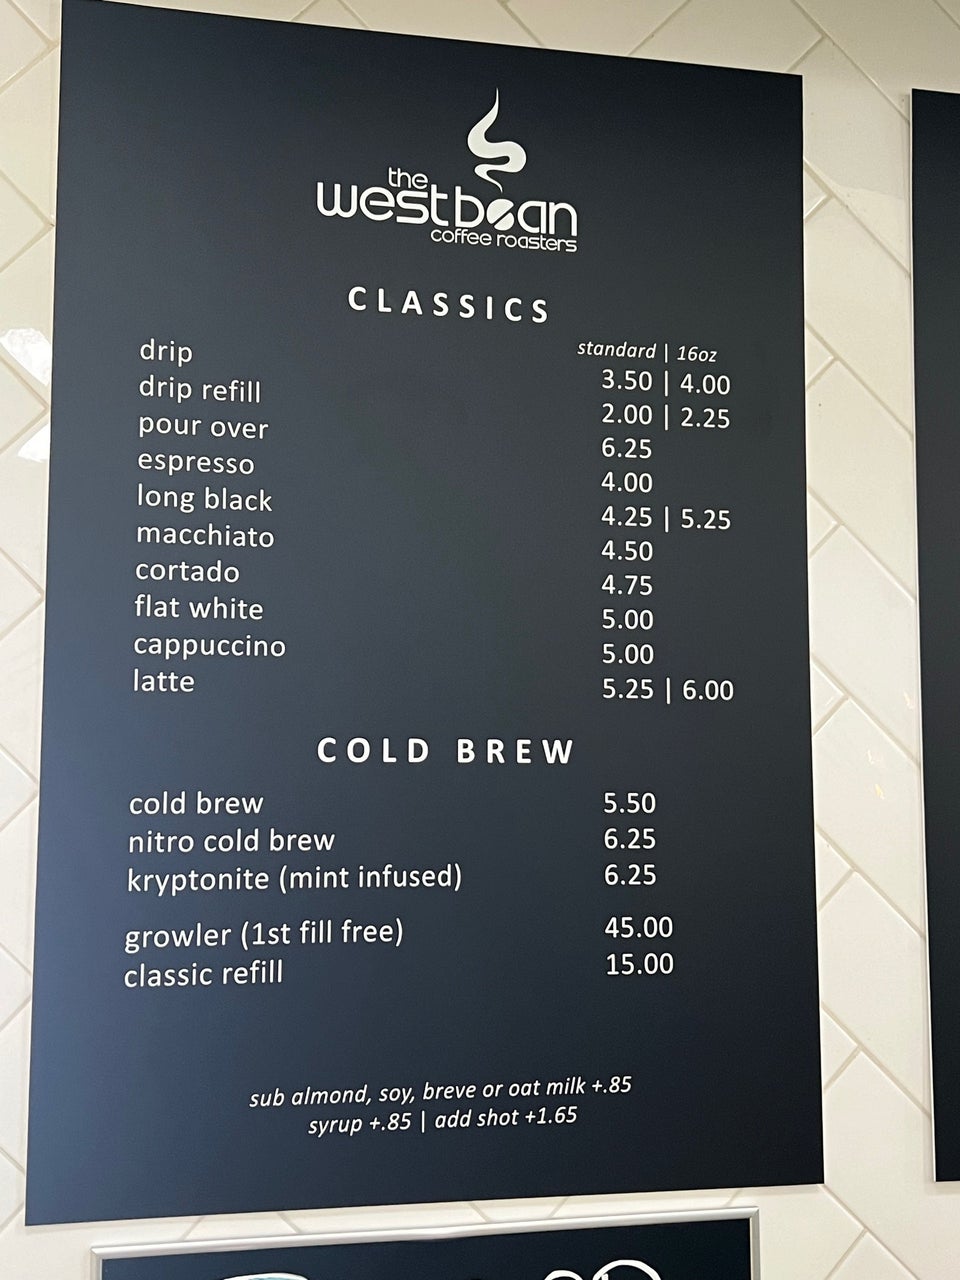 the
westbean
coffee roasters
CLASSICS
standard | 16oz
drip 3.50 | 4.00
drip refill 2.00 | 2.25
pour over 6.25
espresso 4.00
long black 4.25 | 5.25
macchiato 4.50
cortado 4.75
flat white 5.00
cappuccino 5.00
latte 5.25 | 6.00
COLD BREW
cold brew 5.50
nitro cold brew 6.25
kryptonite (mint infused) 6.25
growler (1st fill free) 45.00
classic refill 15.00
sub almond, soy, breve or oat milk +.85
syrup +.85 | add shot +1.65